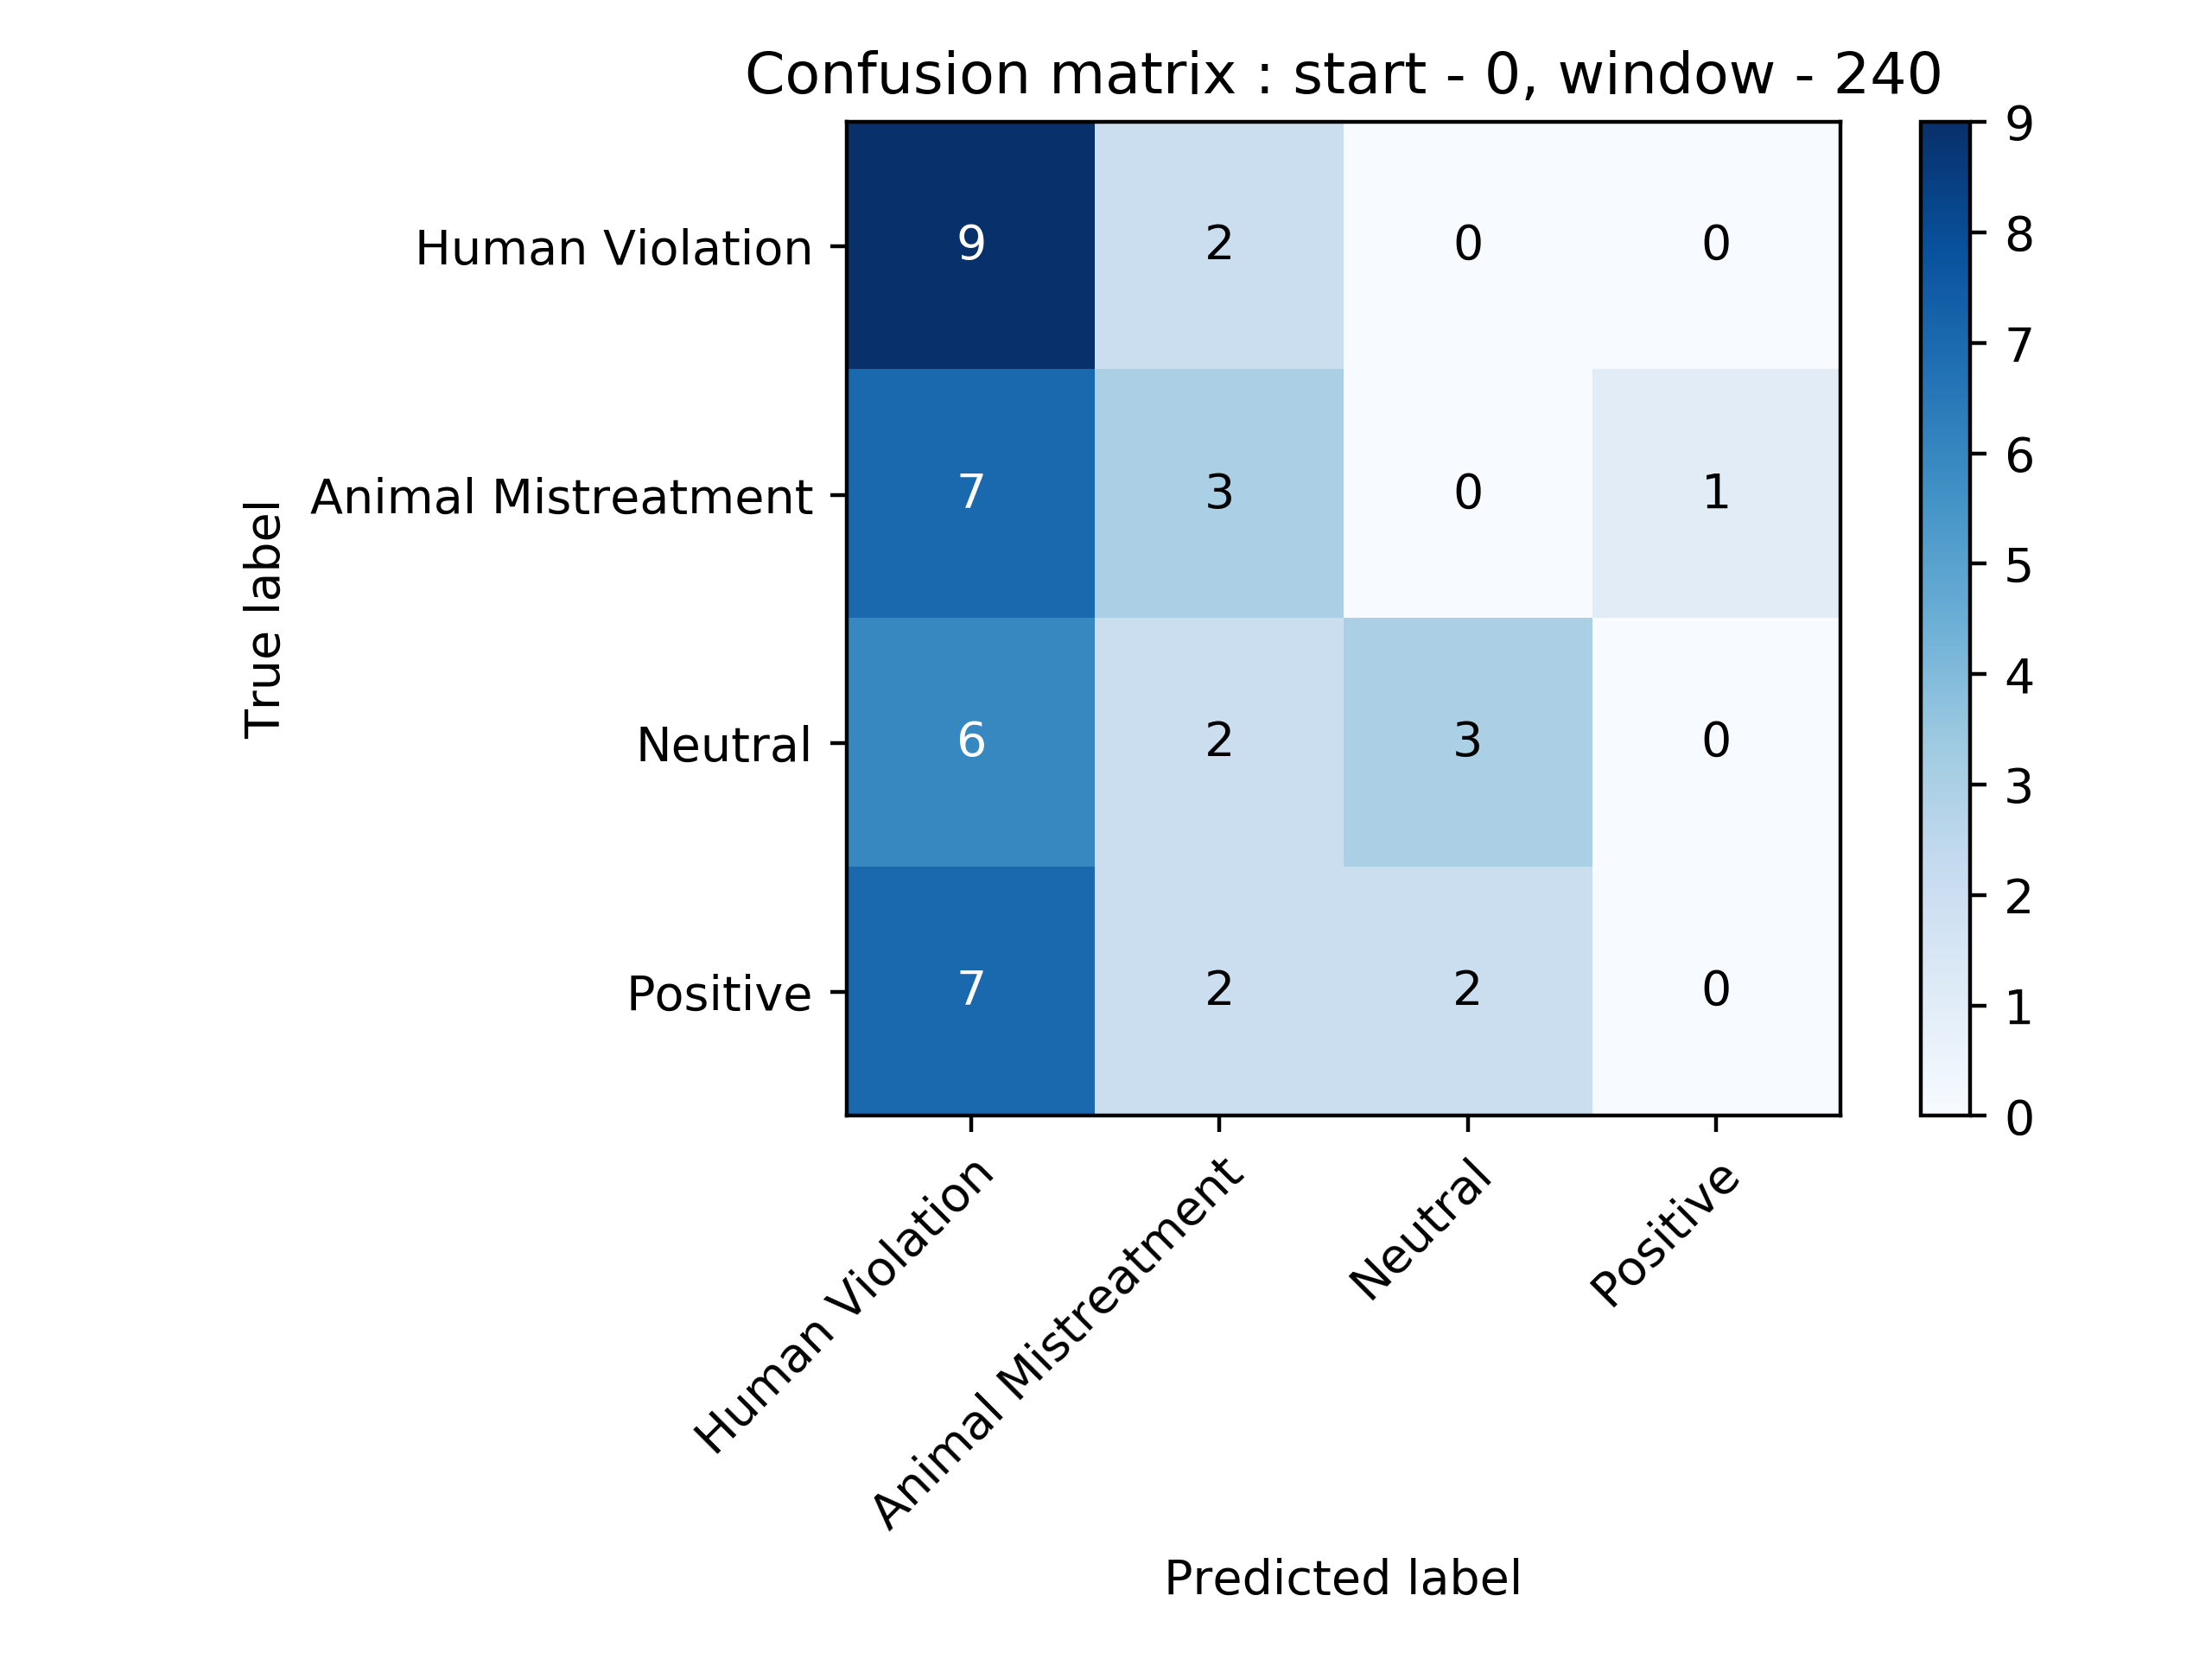 Confusion matrix : start - 0, window - 240
True label
Human Violation 9 2 0 0
Animal Mistreatment 7 3 0 1
Neutral 6 2 3 0
Positive 7 2 2 0
Human Violation
Animal Mistreatment
Neutral
Positive
Predicted label
9
8
7
6
5
4
3
2
1
0